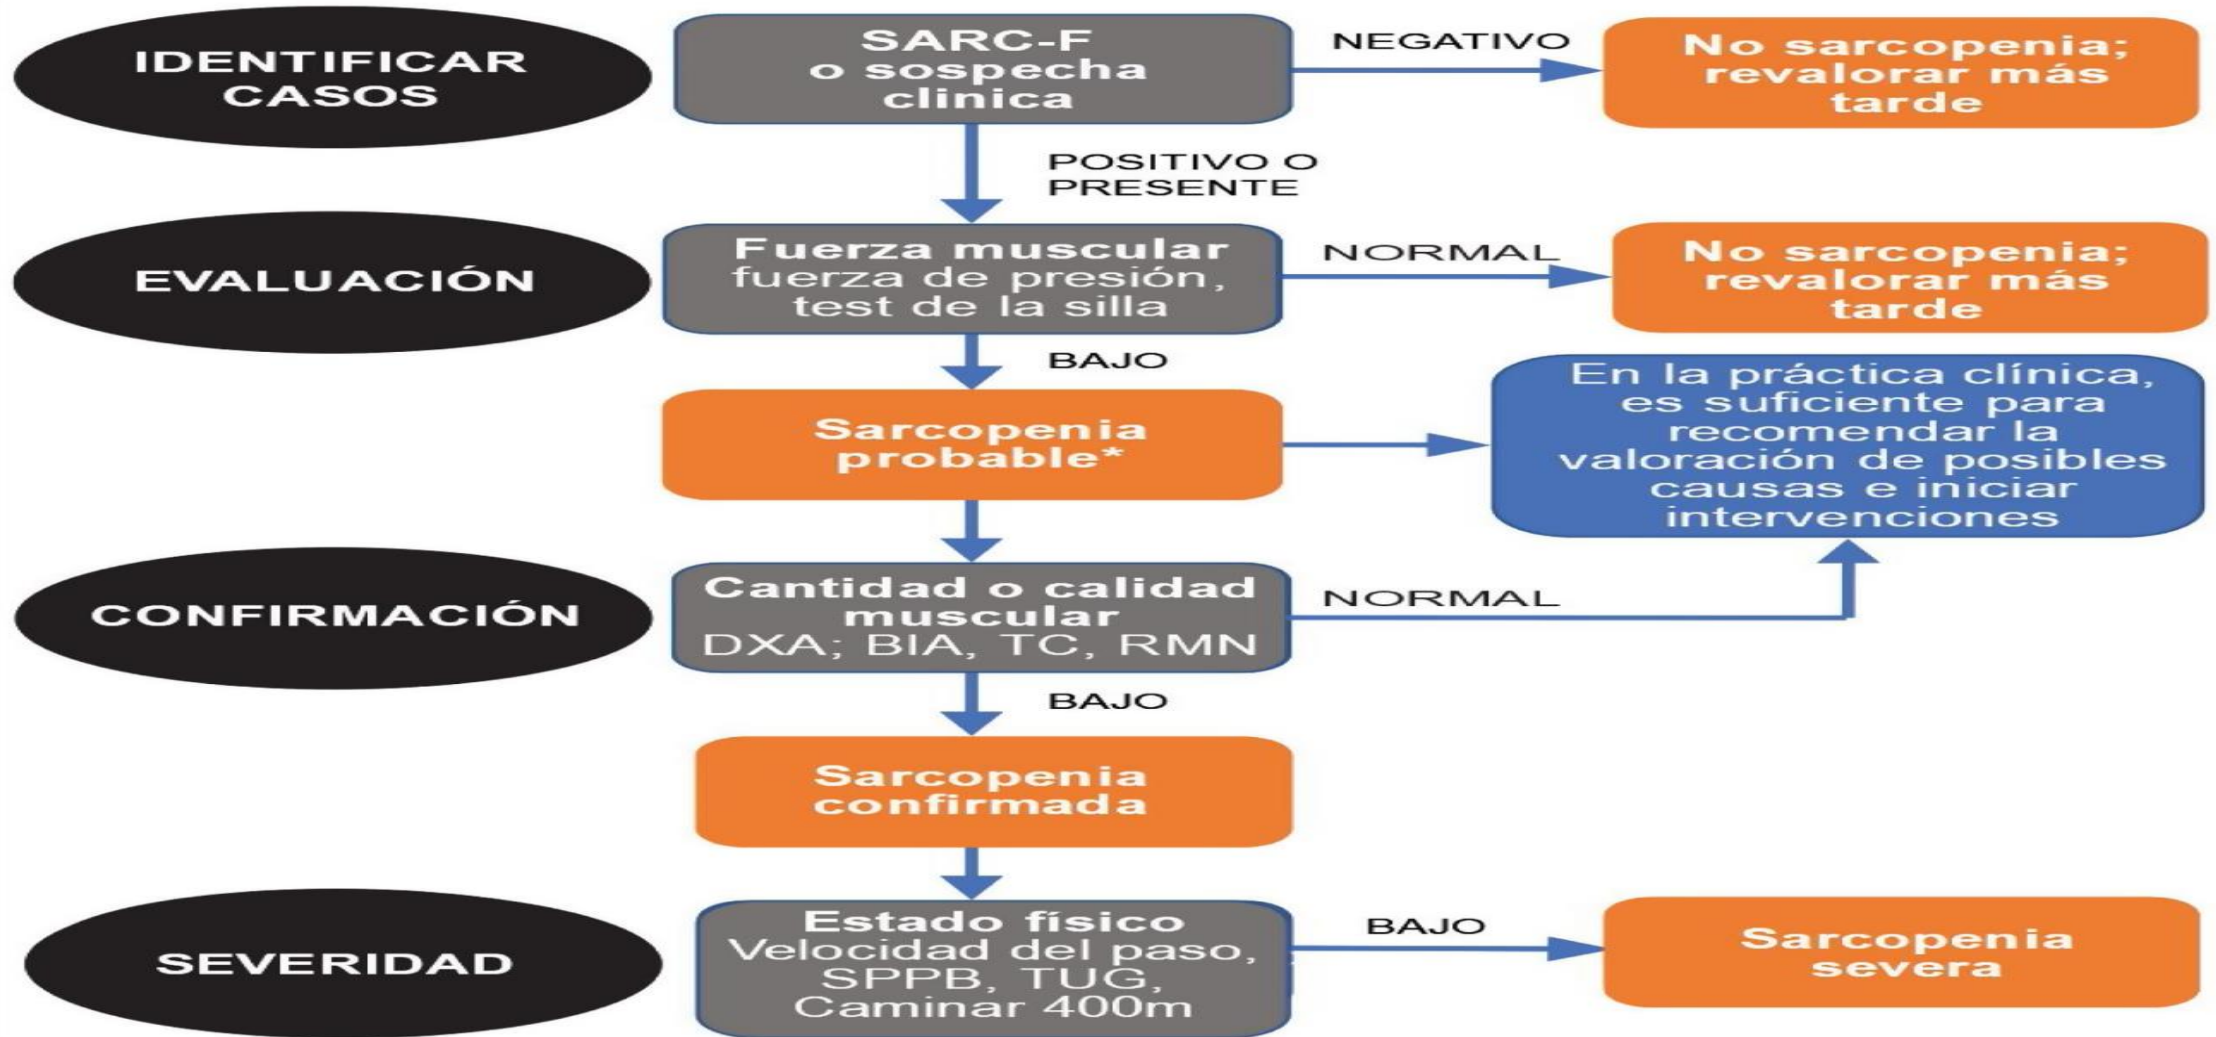 IDENTIFICAR
CASOS
SARC-F
o sospecha
clinica
NEGATIVO
No sarcopenia;
revalorar más
tarde
POSITIVO O
PRESENTE
EVALUACIÓN
Fuerza muscular
fuerza de presión,
test de la silla
NORMAL
No sarcopenia;
revalorar más
tarde
BAJO
Sarcopenia
probable*
En la práctica clínica,
es suficiente para
recomendar la
valoración de posibles
causas e iniciar
intervenciones
CONFIRMACIÓN
Cantidad o calidad
muscular
DXA; BIA, TC, RMN
NORMAL
BAJO
Sarcopenia
confirmada
SEVERIDAD
Estado físico
Velocidad del paso,
SPPB, TUG,
Caminar 400m
BAJO
Sarcopenia
severa